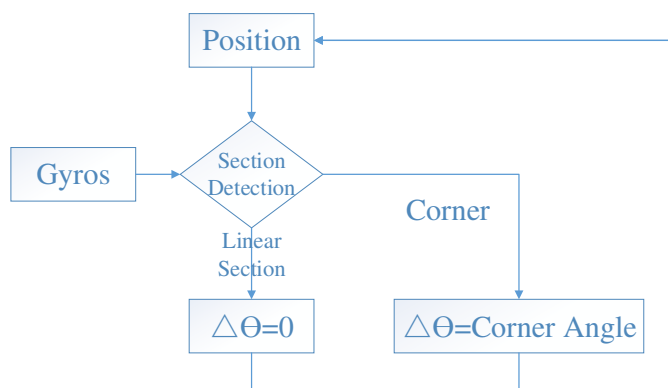 Position
Section
Detection
Gyros
Corner
Linear
Section
△Θ=0
△Θ=Corner Angle